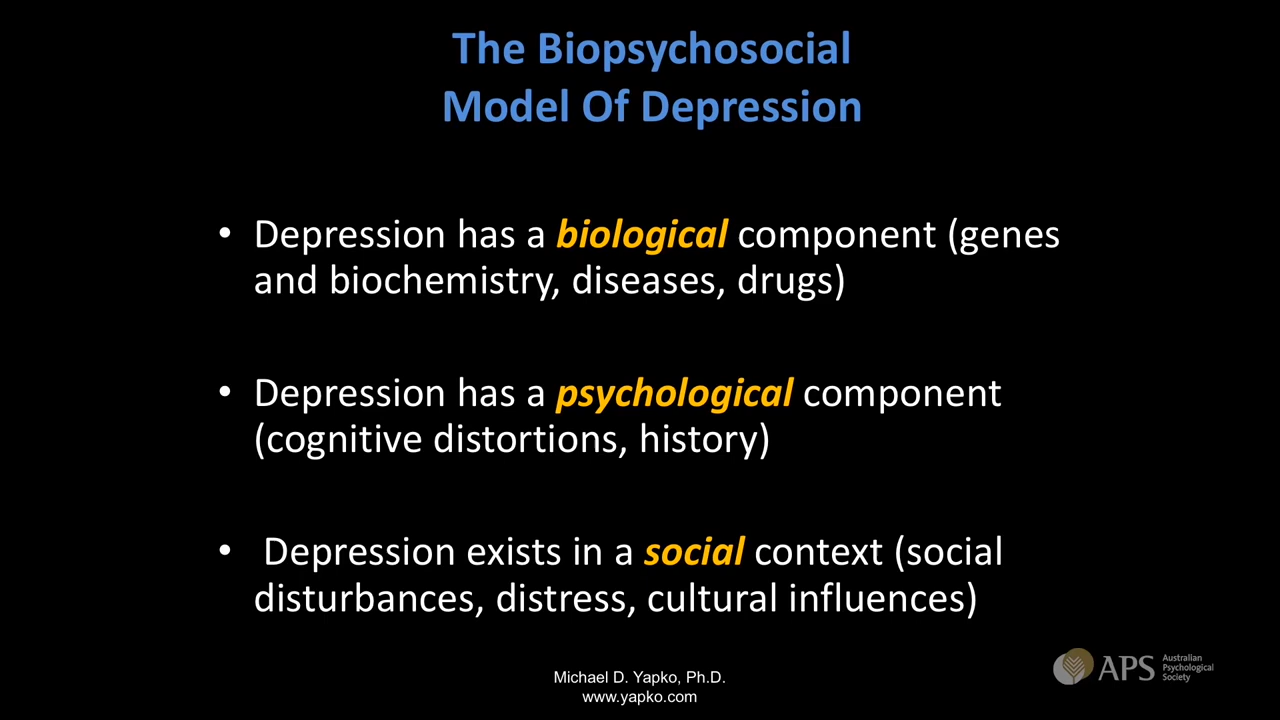 The Biopsychosocial
Model Of Depression
• Depression has a biological component (genes
and biochemistry, diseases, drugs)
• Depression has a psychological component
(cognitive distortions, history)
• Depression exists in a social context (social
disturbances, distress, cultural influences)
Michael D. Yapko, Ph.D.
www.yapko.com
APS
Australian
Psychological
Society